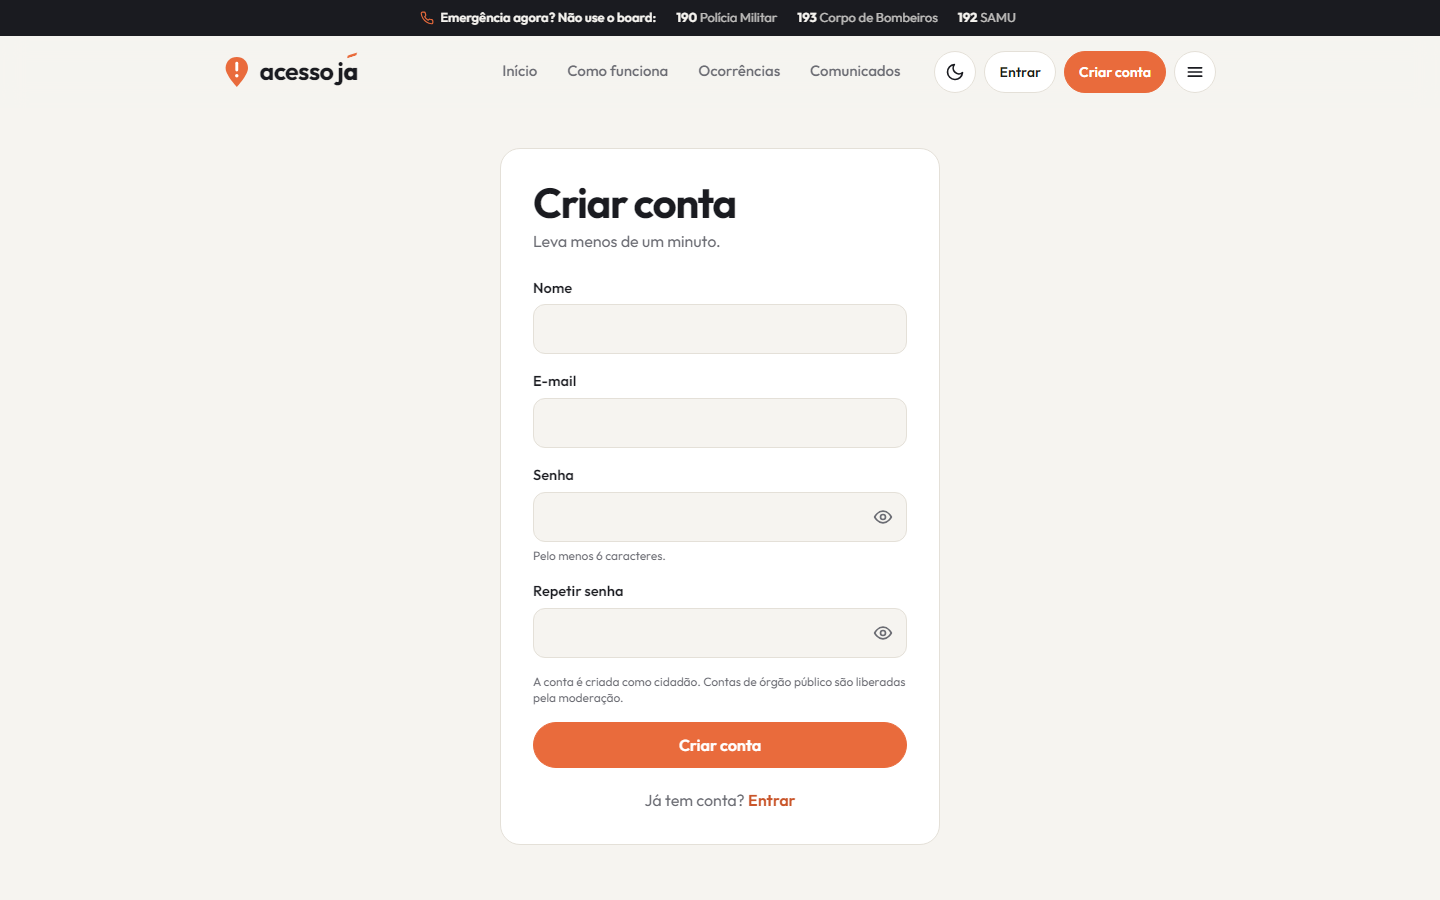 Emergência agora? Não use o board: 190 Polícia Militar 193 Corpo de Bombeiros 192 SAMU
acesso já Início Como funciona Ocorrências Comunicados Entrar Criar conta
Criar conta
Leva menos de um minuto.
Nome
E-mail
Senha
Pelo menos 6 caracteres.
Repetir senha
A conta é criada como cidadão. Contas de órgão público são liberadas
pela moderação.
Criar conta
Já tem conta? Entrar